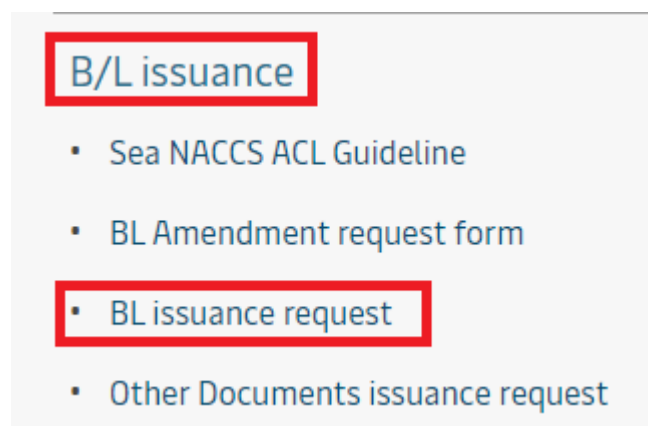 B/L issuance
• Sea NACCS ACL Guideline
• BL Amendment request form
• BL issuance request
• Other Documents issuance request